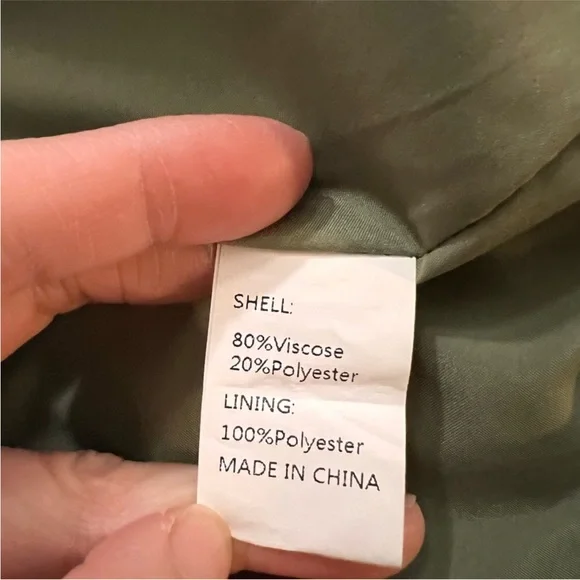 SHELL:
80%Viscose
20%Polyester
LINING:
100%Polyester
MADE IN CHINA